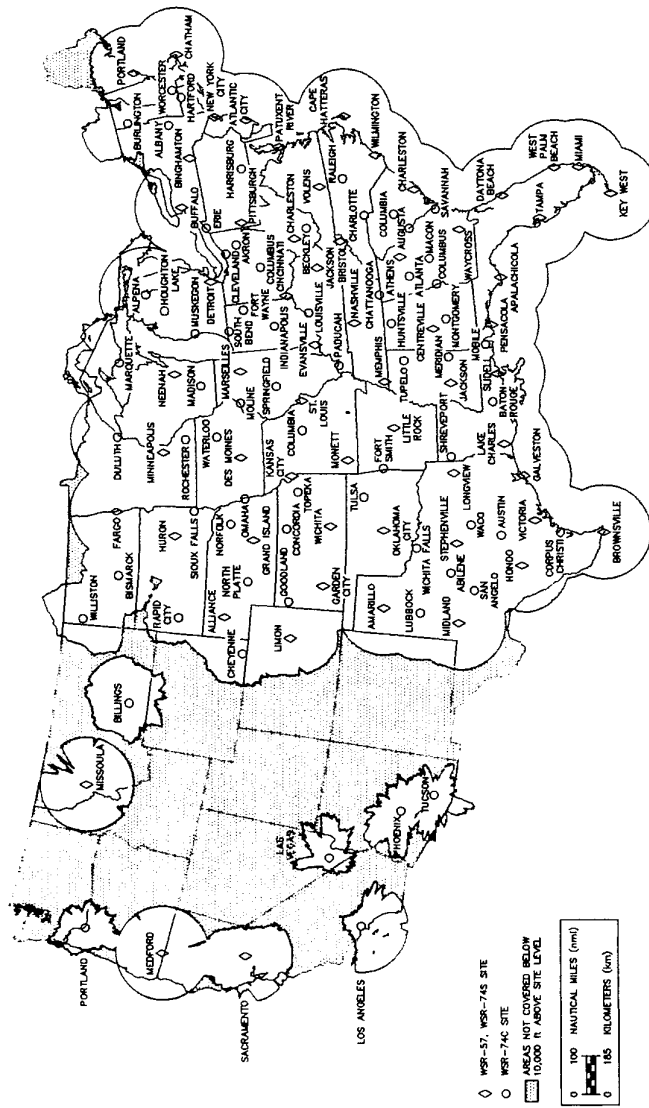 PORTLAND
MEDFORD
SACRAMENTO
LOS ANGELES
LAS
VEGAS
PHOENIX
TUCSON
MISSOULA
BILLINGS
WILLISTON
BISMARCK
FARGO
RAPID
CITY
HURON
SIOUX FALLS
ALLIANCE
NORTH
PLATTE
NORFOLK
OMAHA
GRAND ISLAND
CHEYENNE
LIMON
GOODLAND
CONCORDIA
TOPEKA
WICHITA
GARDEN
CITY
AMARILLO
LUBBOCK
OKLAHOMA
CITY
WICHITA FALLS
TULSA
MIDLAND
ABILENE
SAN
ANGELO
STEPHENVILLE
WACO
AUSTIN
HONDO
VICTORIA
CORPUS
CHRISTI
BROWNSVILLE
LONGVIEW
GALVESTON
DULUTH
MINNEAPOLIS
ROCHESTER
WATERLOO
DES MOINES
KANSAS
CITY
COLUMBIA
ST.
LOUIS
MONETT
FORT
SMITH
LITTLE
ROCK
SHREVEPORT
LAKE
CHARLES
MARQUETTE
NEENAH
MADISON
MARSEILLES
MOLINE
SPRINGFIELD
EVANSVILLE
PADUCAH
MEMPHIS
TUPELO
JACKSON
MERIDIAN
BATON
ROUGE
SLIDELL
MOBILE
PENSACOLA
ALPENA
HOUGHTON
LAKE
MUSKEGON
DETROIT
SOUTH
BEND
FORT
WAYNE
INDIANAPOLIS
CINCINNATI
LOUISVILLE
NASHVILLE
HUNTSVILLE
CENTREVILLE
MONTGOMERY
CHATTANOOGA
ATHENS
ATLANTA
COLUMBUS
MACON
AUGUSTA
WAYCROSS
APALACHICOLA
CLEVELAND
AKRON
COLUMBUS
ERIE
PITTSBURGH
CHARLESTON
BECKLEY
JACKSON
BRISTOL
VOLENS
RALEIGH
CHARLOTTE
COLUMBIA
CHARLESTON
SAVANNAH
DAYTONA
BEACH
TAMPA
WEST
PALM
BEACH
MIAMI
KEY WEST
BUFFALO
BINGHAMTON
ALBANY
BURLINGTON
PORTLAND
WORCESTER
HARTFORD
CHATHAM
NEW YORK
CITY
ATLANTIC
CITY
HARRISBURG
PATUXENT
RIVER
CAPE
HATTERAS
WILMINGTON
WSR-57, WSR-74S SITE
WSR-74C SITE
AREAS NOT COVERED BELOW
10,000 ft ABOVE SITE LEVEL
0 100 NAUTICAL MILES (nmi)
0 185 KILOMETERS (km)